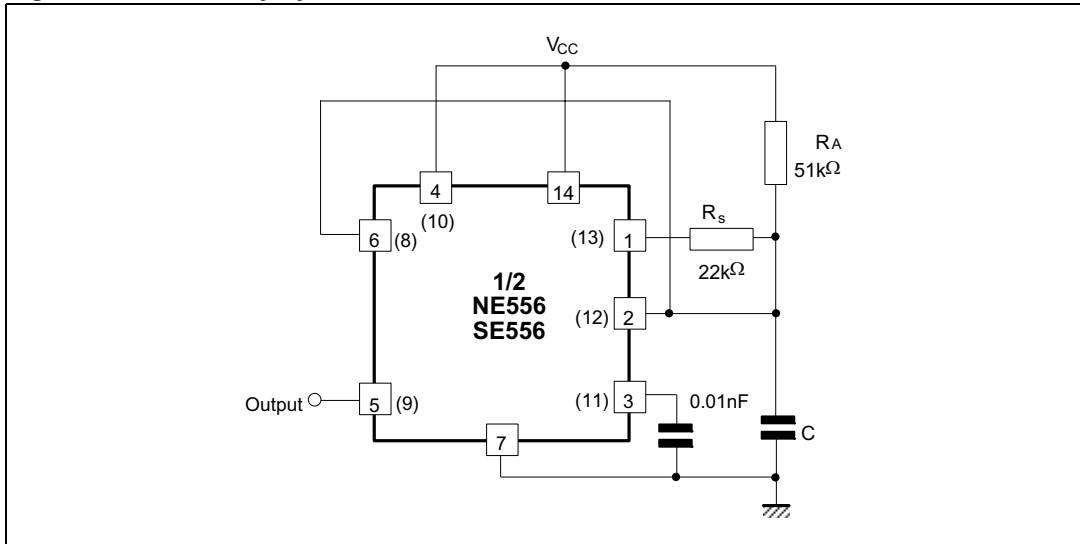 VCC
RA
51kΩ
4
14
(10)
Rs
6
(8)
(13)
1
22kΩ
1/2
NE556
SE556
(12)
2
Output
5
(9)
(11)
3
0.01nF
C
7